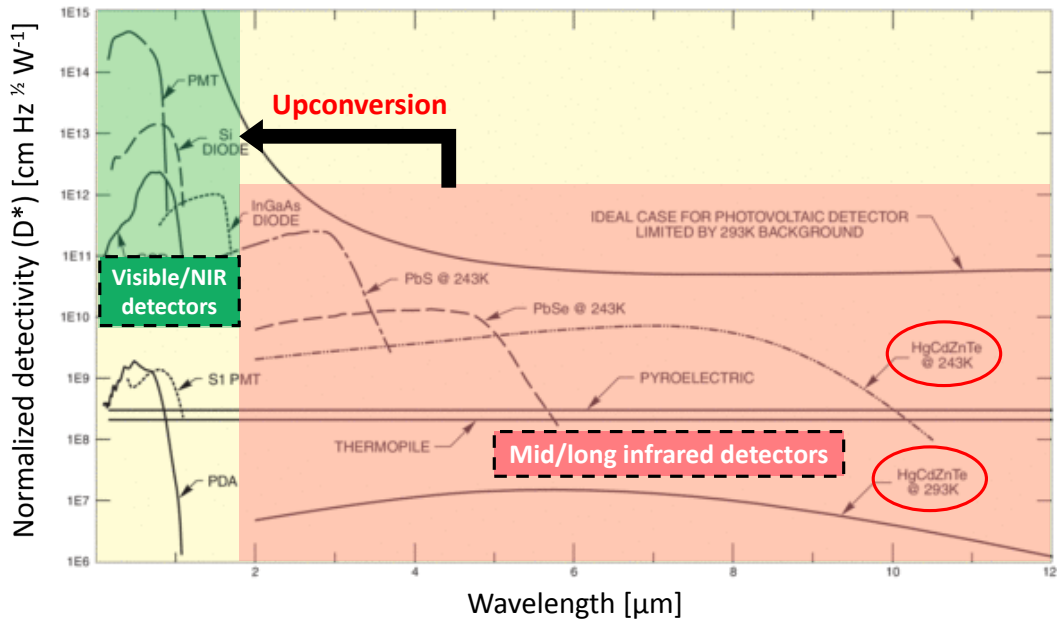 Normalized detectivity (D*) [cm Hz ½ W-1]
1E15
1E14
1E13
1E12
1E11
1E10
1E9
1E8
1E7
1E6
PMT
Si
DIODE
InGaAs
DIODE
Upconversion
IDEAL CASE FOR PHOTOVOLTAIC DETECTOR
LIMITED BY 293K BACKGROUND
Visible/NIR
detectors
PbS @ 243K
PbSe @ 243K
HgCdZnTe
@ 243K
S1 PMT
PYROELECTRIC
THERMOPILE
Mid/long infrared detectors
PDA
HgCdZnTe
@ 293K
2
4
6
8
10
12
Wavelength [µm]